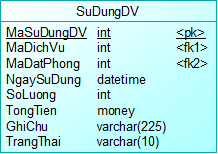 SuDungDV
MaSuDungDV int <pk>
MaDichVu int <fk1>
MaDatPhong int <fk2>
NgaySuDung datetime
SoLuong int
TongTien money
GhiChu varchar(225)
TrangThai varchar(10)